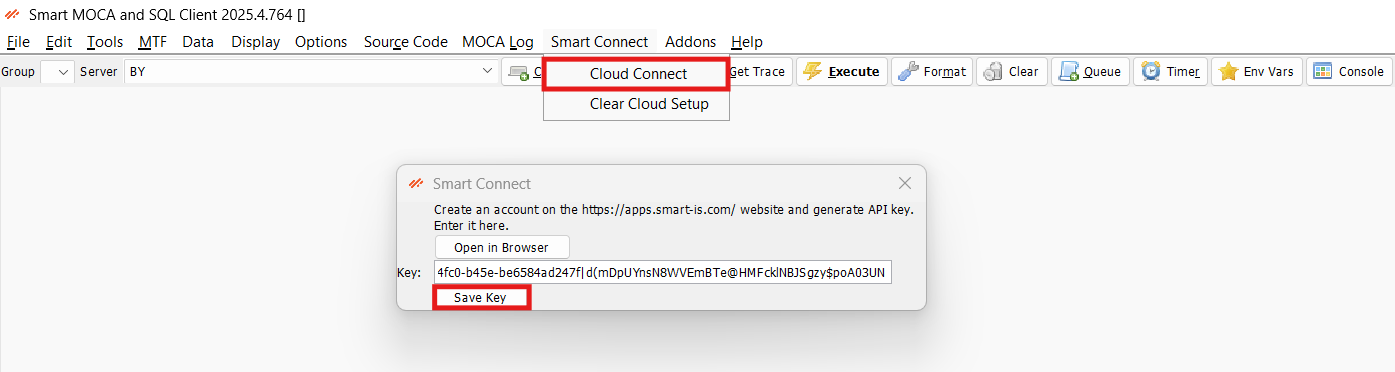 Smart MOCA and SQL Client 2025.4.764 []
File Edit Tools MTF Data Display Options Source Code MOCA Log Smart Connect Addons Help
Group Server BY C Get Trace Execute Format Clear Queue Timer Env Vars Console
Cloud Connect
Clear Cloud Setup
Smart Connect
Create an account on the https://apps.smart-is.com/ website and generate API key.
Enter it here.
Open in Browser
Key: 4fc0-b45e-be6584ad247f|d(mDpUYnsN8WVEmBTe@HMFcklNBJSgzy$poA03UN
Save Key